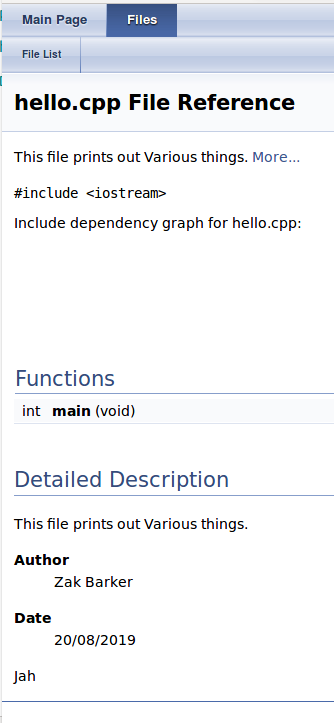 Main Page Files
File List
hello.cpp File Reference
This file prints out Various things. More...
#include <iostream>
Include dependency graph for hello.cpp:
Functions
int main (void)
Detailed Description
This file prints out Various things.
Author
Zak Barker
Date
20/08/2019
Jah